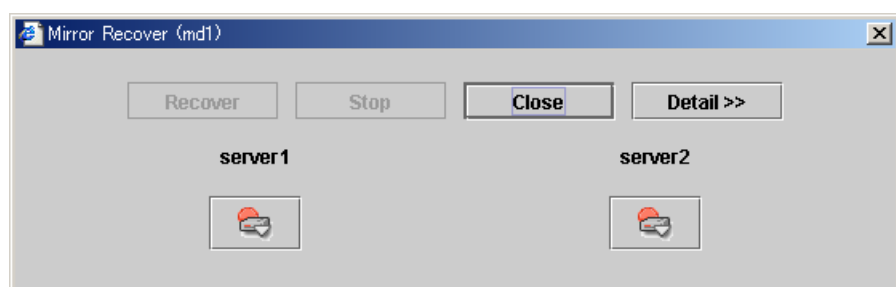 Mirror Recover (md1)
Recover Stop Close Detail >>
server1 server2